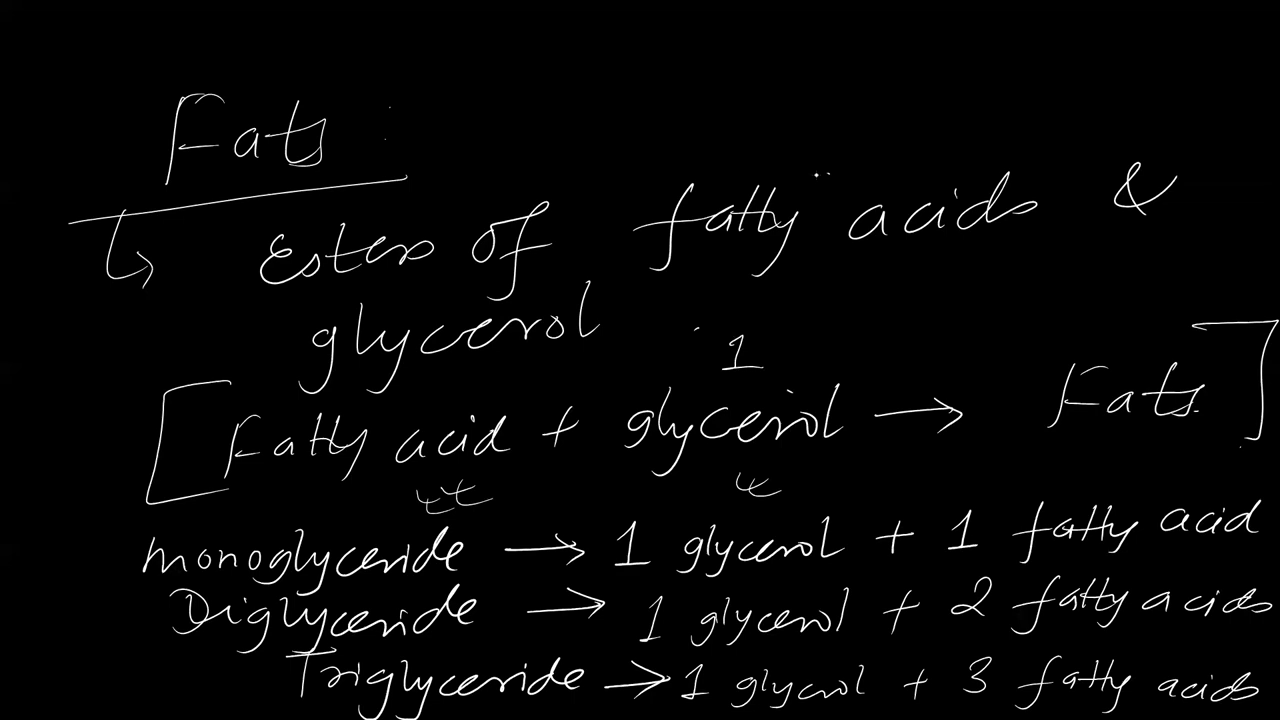 Fats
↳ Esters of fatty acids &
glycerol
1
[Fatty acid + glycerol → Fats]
monoglyceride → 1 glycerol + 1 fatty acid
Diglyceride → 1 glycerol + 2 fatty acids
Triglyceride → 1 glycerol + 3 fatty acids